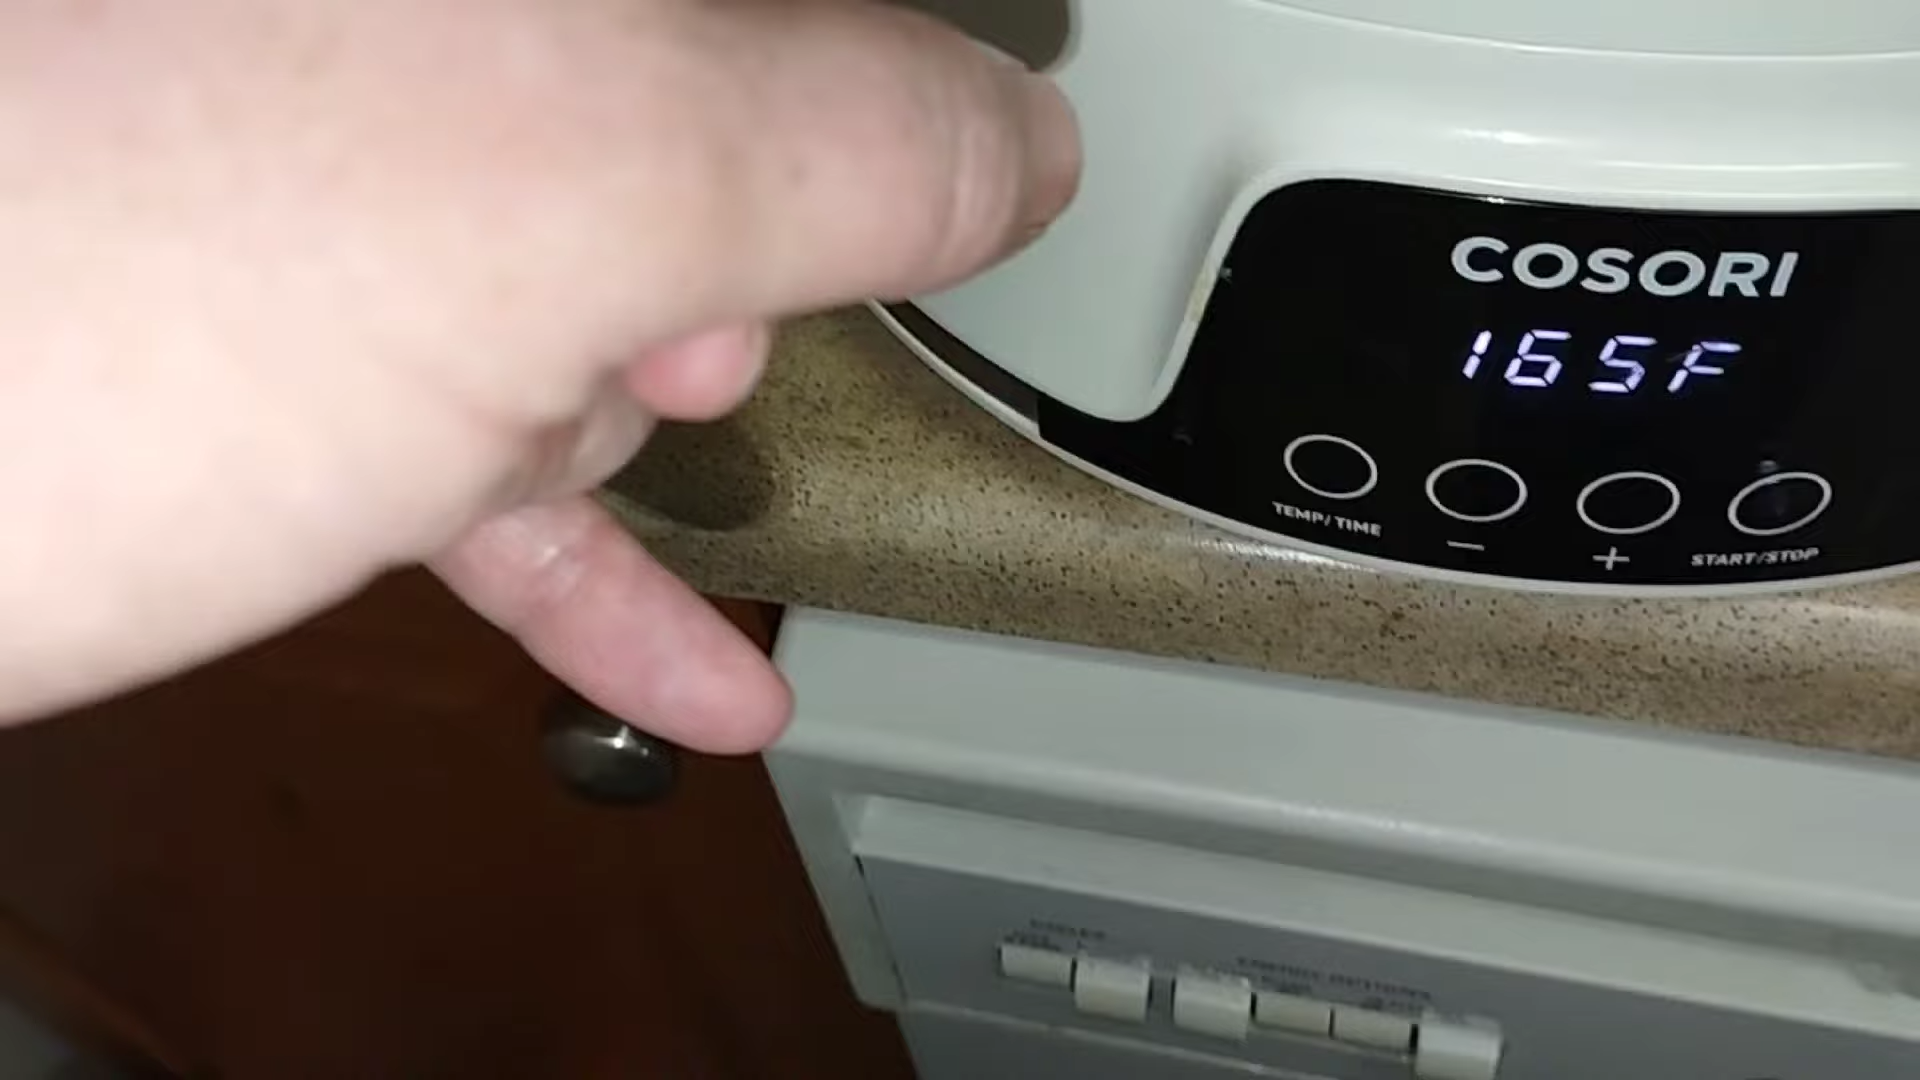 COSORI
165F
TEMP/TIME
−
+
START/STOP